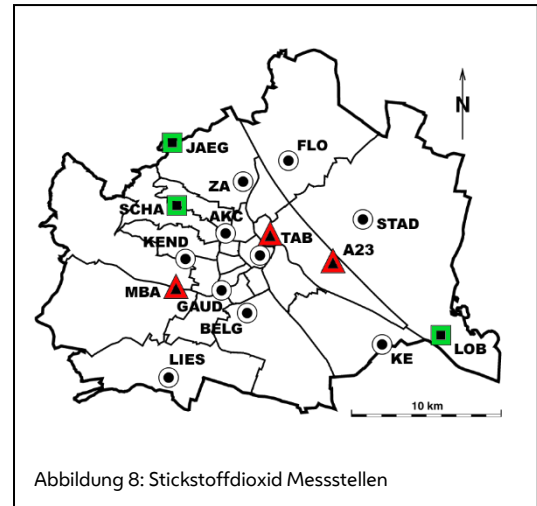 N
JAEG
FLO
ZA
SCHA
AKC
STAD
TAB
KEND
A23
MBA
GAUD
BELG
LIES
KE
LOB
10 km
Abbildung 8: Stickstoffdioxid Messstellen